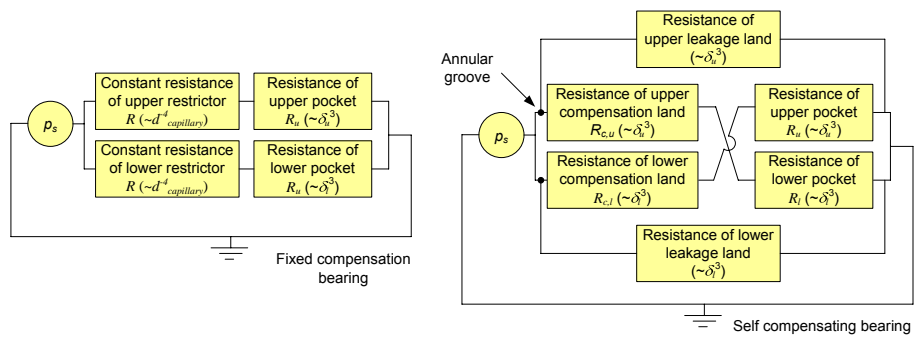 p_s
Constant resistance
of upper restrictor
R (~d^-4_capillary)
Resistance of
upper pocket
R_u (~δ_u^3)
Constant resistance
of lower restrictor
R (~d^-4_capillary)
Resistance of
lower pocket
R_u (~δ_l^3)
Fixed compensation
bearing
Resistance of
upper leakage land
(~δ_u^3)
Annular
groove
p_s
Resistance of upper
compensation land
R_c,u (~δ_u^3)
Resistance of
upper pocket
R_u (~δ_u^3)
Resistance of lower
compensation land
R_c,l (~δ_l^3)
Resistance of
lower pocket
R_l (~δ_l^3)
Resistance of lower
leakage land
(~δ_l^3)
Self compensating bearing